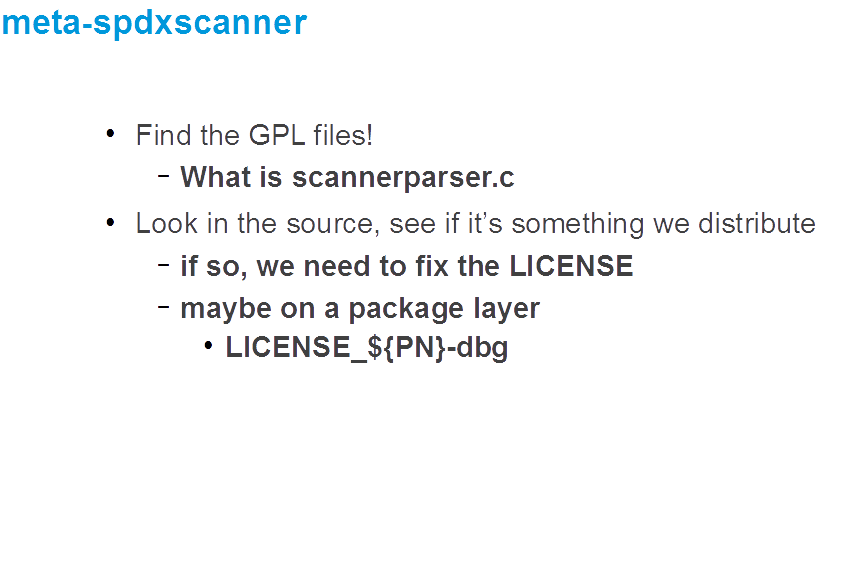 meta-spdxscanner
• Find the GPL files!
– What is scannerparser.c
• Look in the source, see if it’s something we distribute
– if so, we need to fix the LICENSE
– maybe on a package layer
• LICENSE_${PN}-dbg